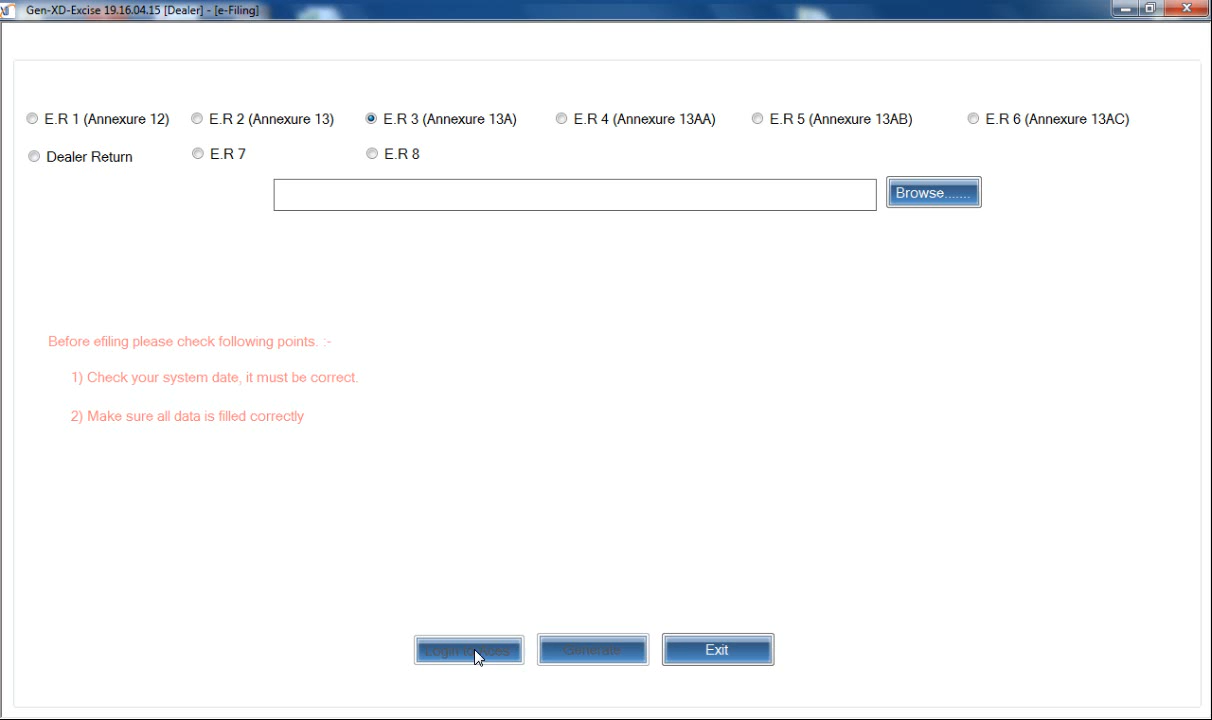 Gen-XD-Excise 19.16.04.15 [Dealer] - [e-Filing]
E.R 1 (Annexure 12) E.R 2 (Annexure 13) E.R 3 (Annexure 13A) E.R 4 (Annexure 13AA) E.R 5 (Annexure 13AB) E.R 6 (Annexure 13AC)
Dealer Return E.R 7 E.R 8
Browse.......
Before efiling please check following points. :-
1) Check your system date, it must be correct.
2) Make sure all data is filled correctly
Login Generate Exit